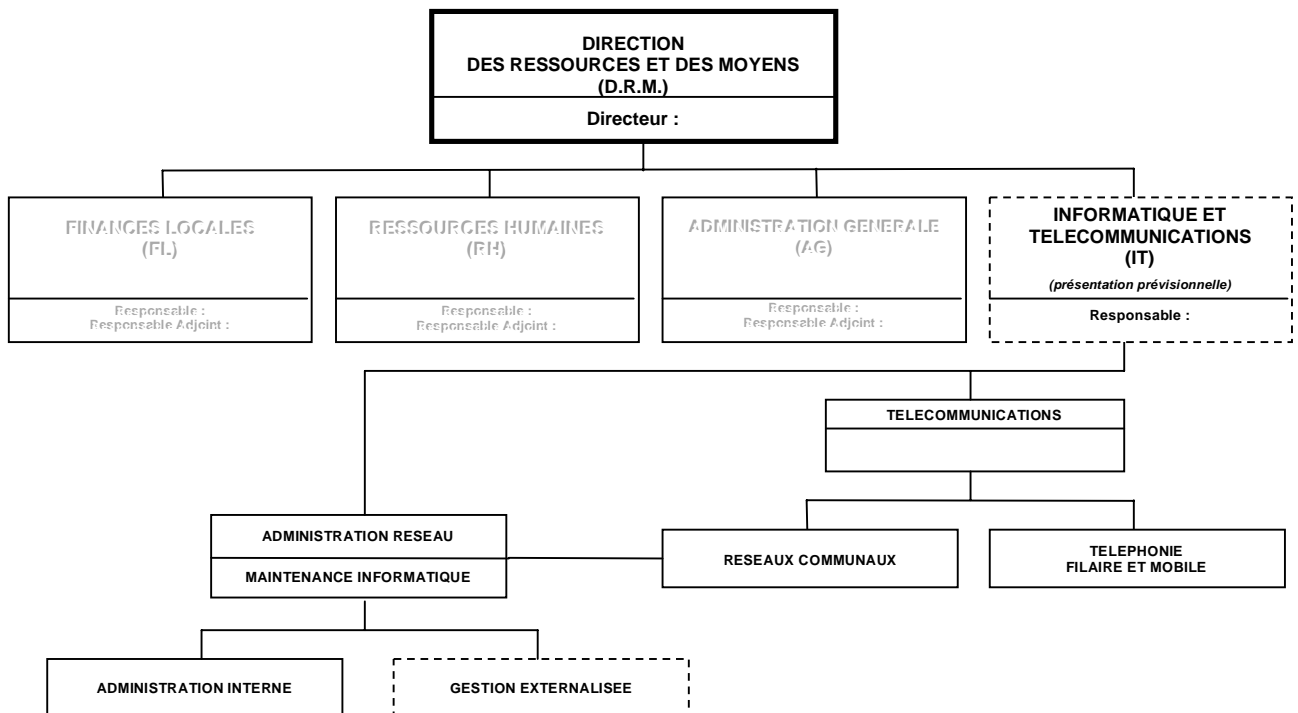 DIRECTION
DES RESSOURCES ET DES MOYENS
(D.R.M.)
Directeur :
FINANCES LOCALES
(FL)
Responsable :
Responsable Adjoint :
RESSOURCES HUMAINES
(RH)
Responsable :
Responsable Adjoint :
ADMINISTRATION GENERALE
(AG)
Responsable :
Responsable Adjoint :
INFORMATIQUE ET
TELECOMMUNICATIONS
(IT)
(présentation prévisionnelle)
Responsable :
TELECOMMUNICATIONS
ADMINISTRATION RESEAU
MAINTENANCE INFORMATIQUE
RESEAUX COMMUNAUX
TELEPHONIE
FILAIRE ET MOBILE
ADMINISTRATION INTERNE
GESTION EXTERNALISEE